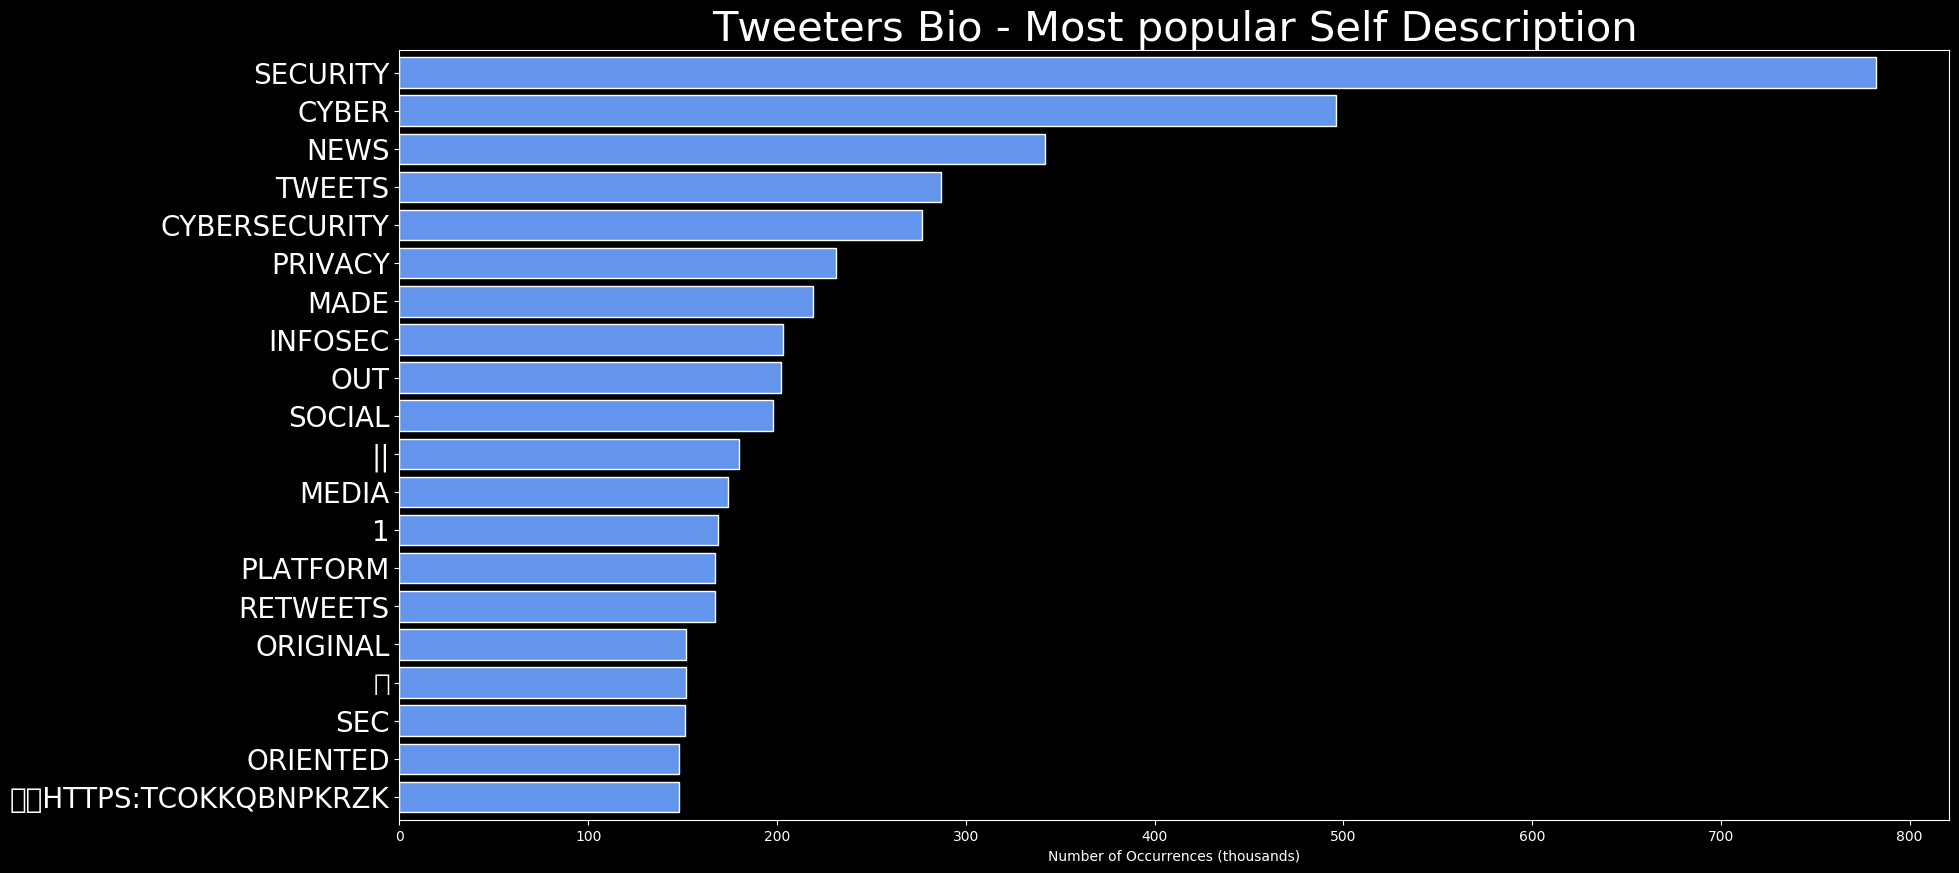 Tweeters Bio - Most popular Self Description
SECURITY
CYBER
NEWS
TWEETS
CYBERSECURITY
PRIVACY
MADE
INFOSEC
OUT
SOCIAL
||
MEDIA
1
PLATFORM
RETWEETS
ORIGINAL
SEC
ORIENTED
HTTPS:TCOKKQBNPKRZK
0 100 200 300 400 500 600 700 800
Number of Occurrences (thousands)